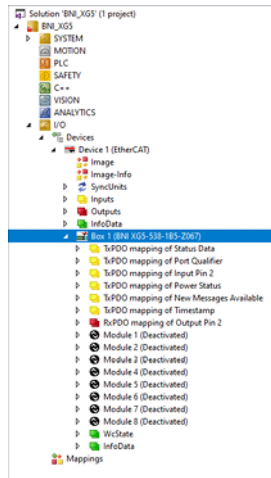 Solution 'BNI_XG5' (1 project)
BNI_XG5
SYSTEM
MOTION
PLC
SAFETY
C++
VISION
ANALYTICS
I/O
Devices
Device 1 (EtherCAT)
Image
Image-Info
SyncUnits
Inputs
Outputs
InfoData
Box 1 (BNI XG5-538-1B5-Z067)
TxPDO mapping of Status Data
TxPDO mapping of Port Qualifier
TxPDO mapping of Input Pin 2
TxPDO mapping of Power Status
TxPDO mapping of New Messages Available
TxPDO mapping of Timestamp
RxPDO mapping of Output Pin 2
Module 1 (Deactivated)
Module 2 (Deactivated)
Module 3 (Deactivated)
Module 4 (Deactivated)
Module 5 (Deactivated)
Module 6 (Deactivated)
Module 7 (Deactivated)
Module 8 (Deactivated)
WcState
InfoData
Mappings